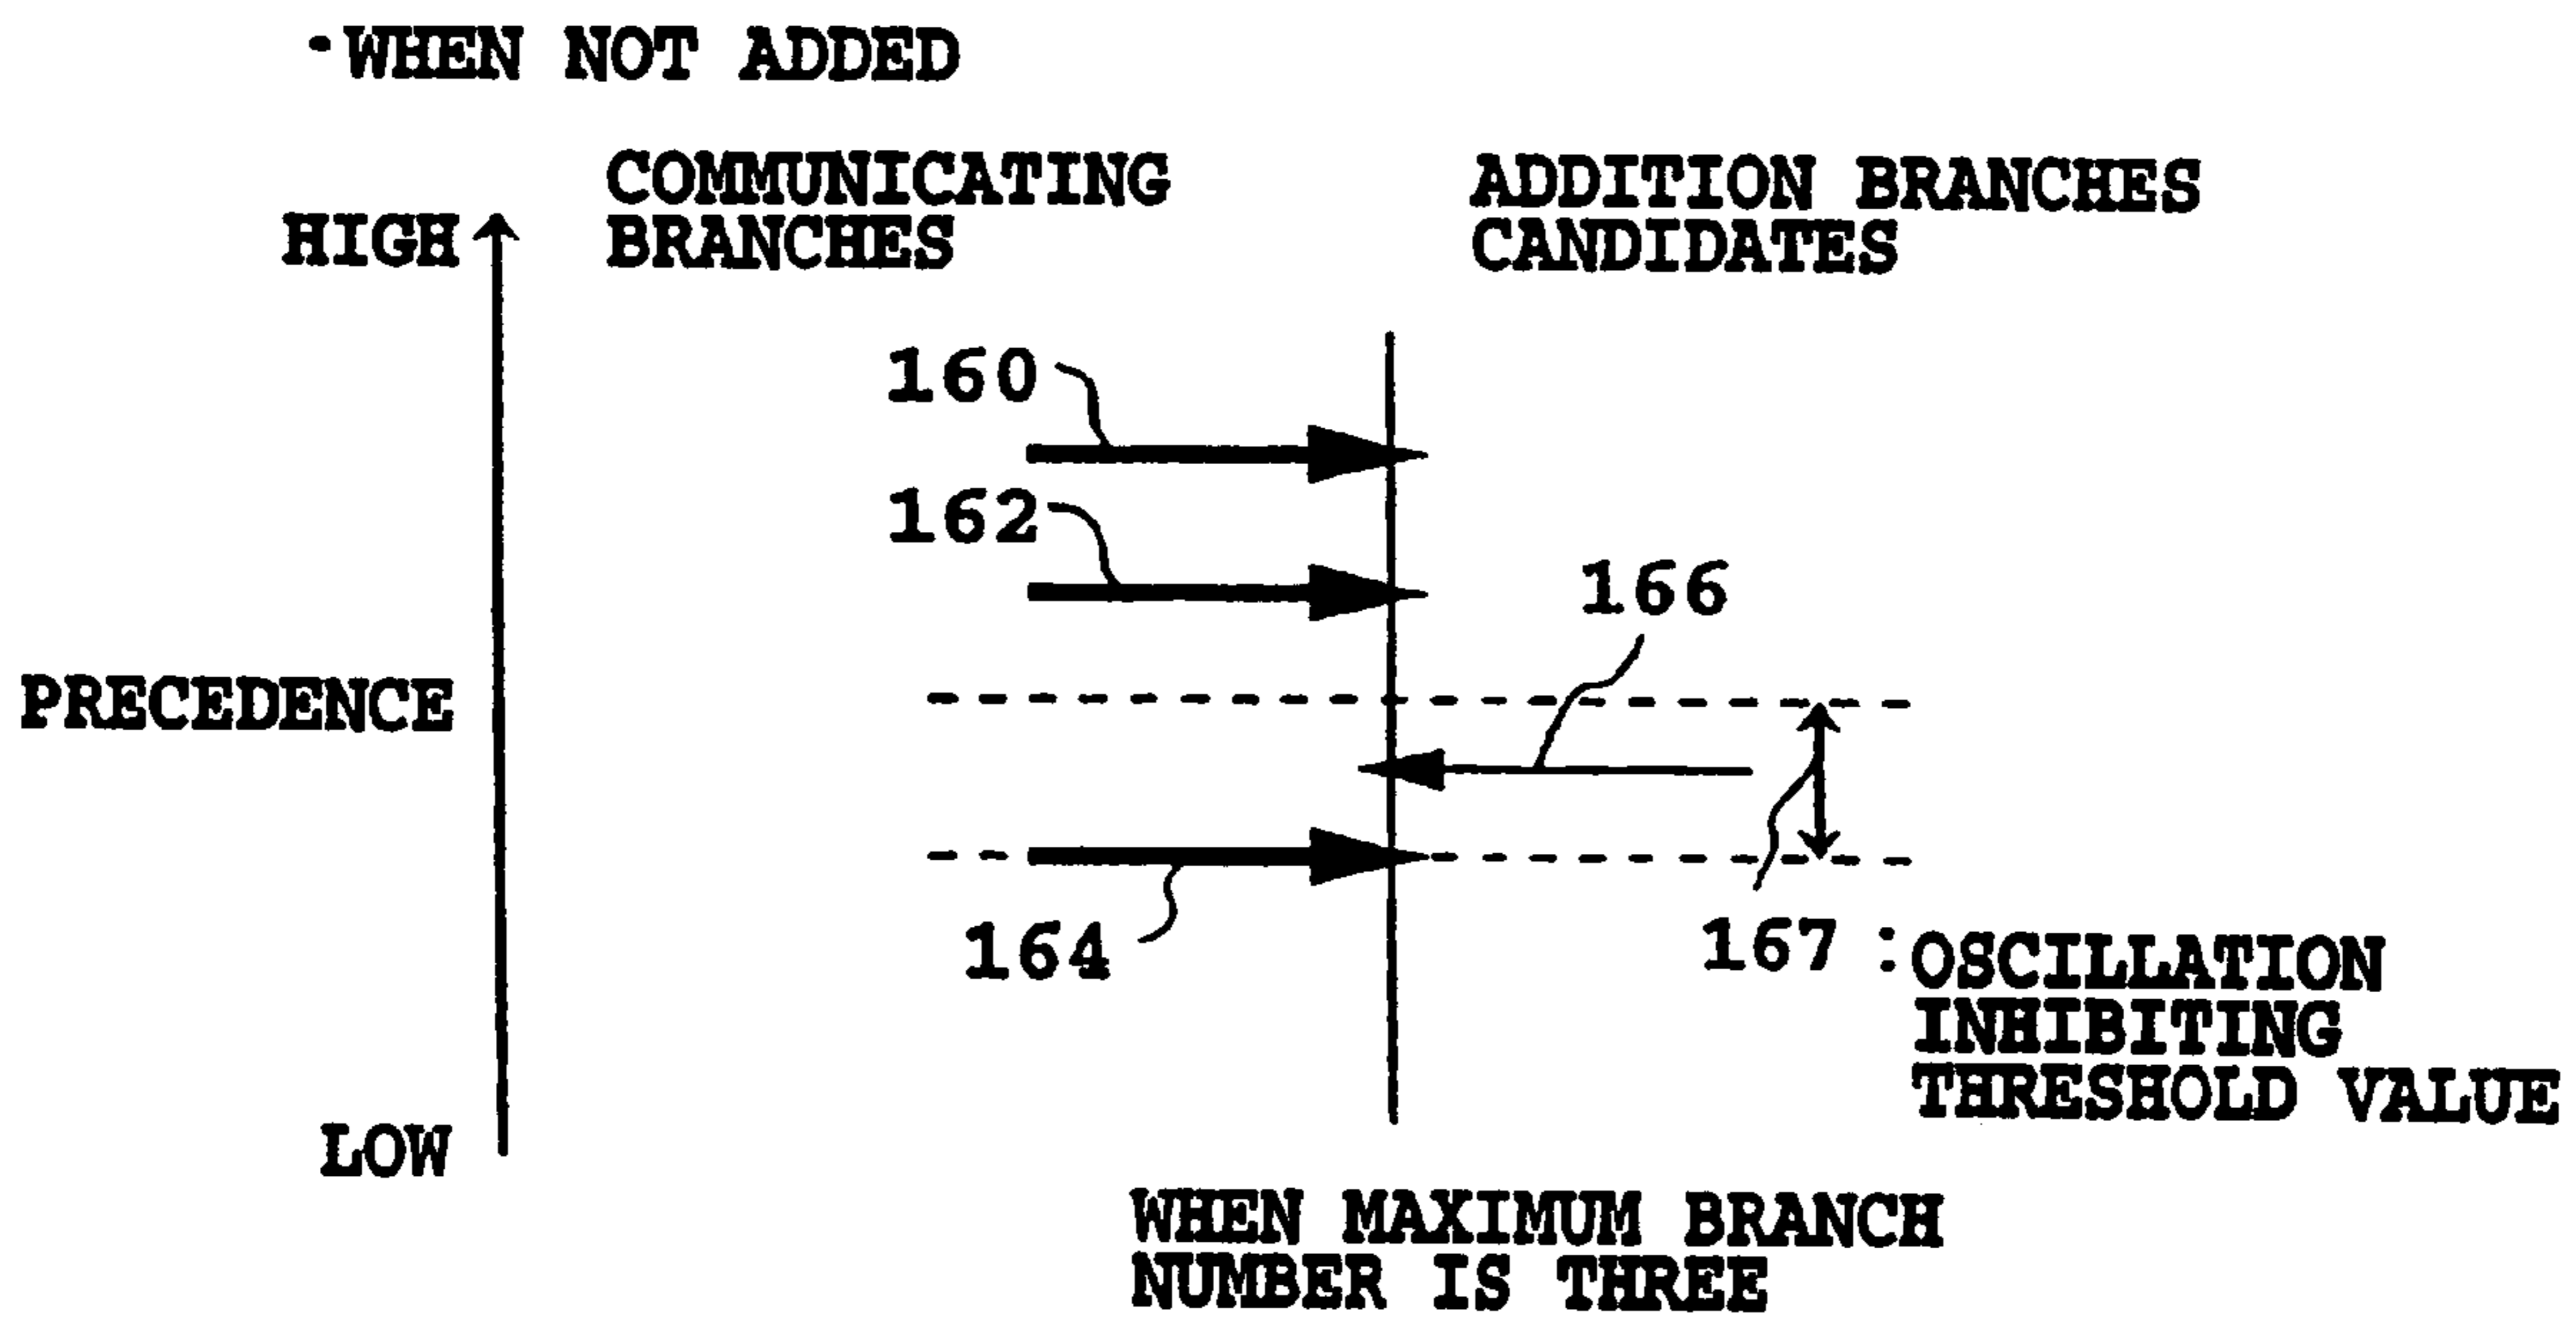 ·WHEN NOT ADDED
COMMUNICATING
BRANCHES
ADDITION BRANCHES
CANDIDATES
HIGH
160
162
166
PRECEDENCE
164
167 :OSCILLATION
INHIBITING
THRESHOLD VALUE
LOW
WHEN MAXIMUM BRANCH
NUMBER IS THREE